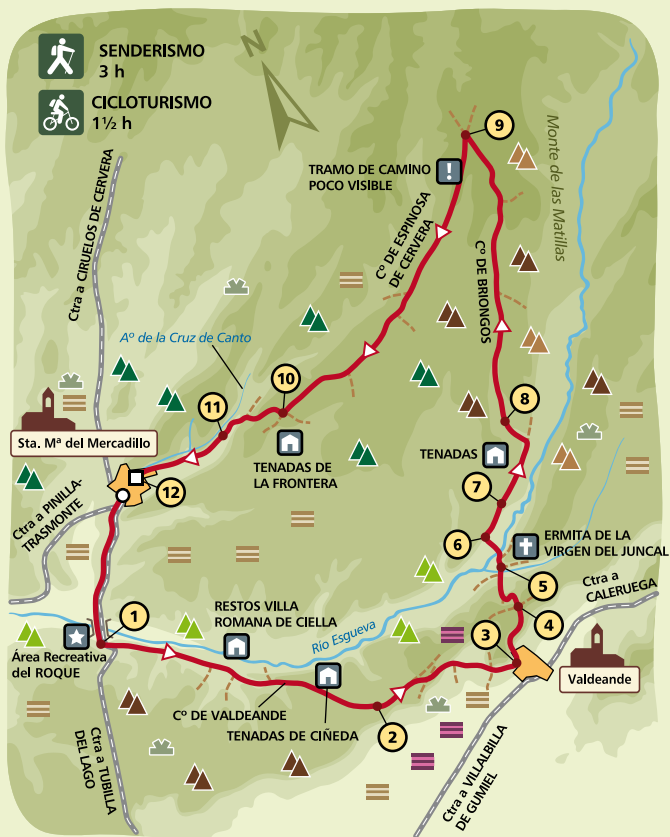 SENDERISMO
3 h
CICLOTURISMO
1½ h
N
9
TRAMO DE CAMINO
POCO VISIBLE
!
Monte de las Matillas
Ctra a CIRUELOS DE CERVERA
Cº DE ESPINOSA
DE CERVERA
Cº DE BRIONGOS
Aº de la Cruz de Canto
10
11
8
Sta. Mª del Mercadillo
TENADAS DE
LA FRONTERA
TENADAS
12
7
Ctra a PINILLA-
TRASMONTE
6
ERMITA DE LA
VIRGEN DEL JUNCAL
5
Ctra a
CALERUEGA
1
RESTOS VILLA
ROMANA DE CIELLA
4
Río Esgueva
3
Área Recreativa
del ROQUE
Valdeande
Cº DE VALDEANDE
TENADAS DE CIÑEDA
2
Ctra a TUBILLA
DEL LAGO
Ctra a VILLALBILLA
DE GUMIEL